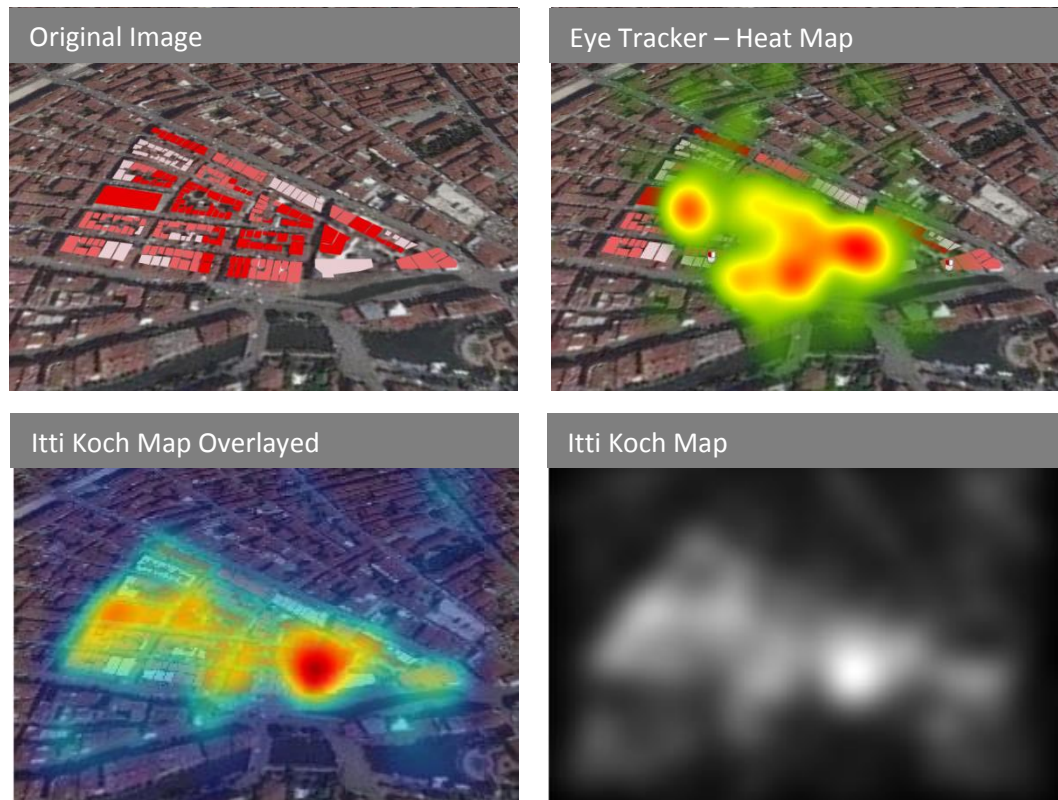 Original Image
Eye Tracker – Heat Map
Itti Koch Map Overlayed
Itti Koch Map